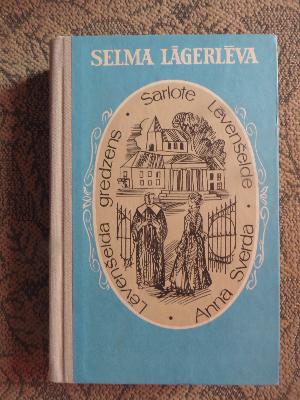 SELMA LĀGERLĒVA
Lēvenšelda gredzens • Šarlote Lēvenšelde • Anna Sverda